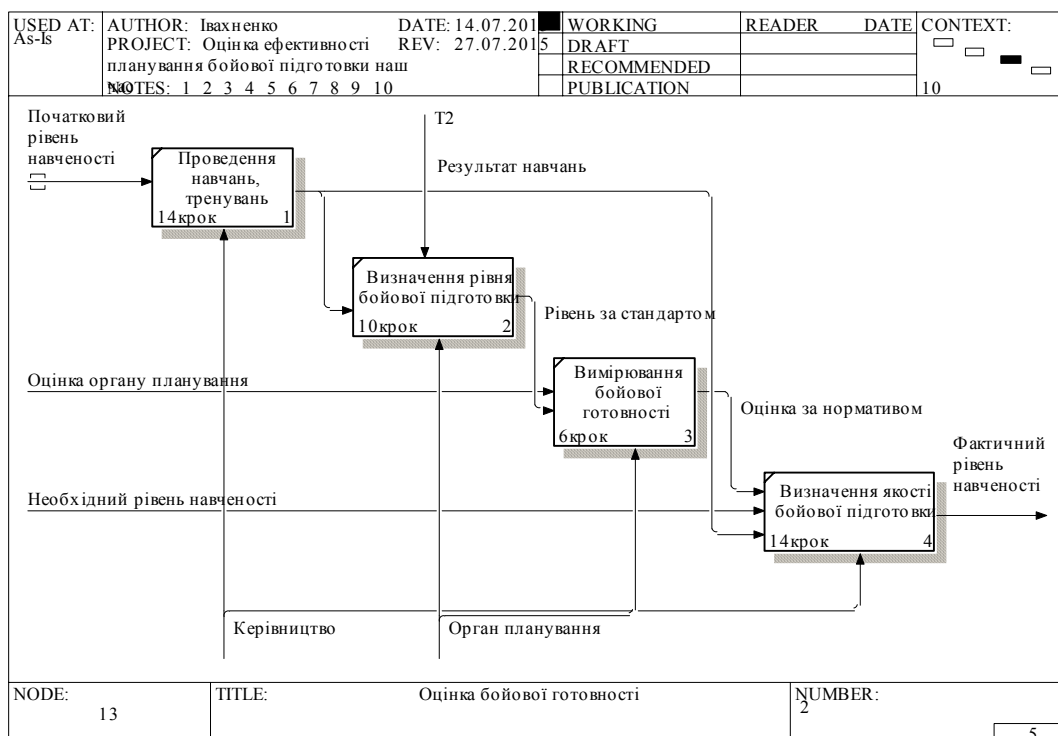 USED AT:
As-Is
AUTHOR: Івахненко
DATE: 14.07.201
PROJECT: Оцінка ефективності
REV: 27.07.2015
планування бойової підготовки наш
NOTES: 1 2 3 4 5 6 7 8 9 10
WORKING
DRAFT
RECOMMENDED
PUBLICATION
READER DATE
CONTEXT:
10
Початковий
рівень
навченості
T2
Результат навчань
Проведення
навчань,
тренувань
14крок 1
Визначення рівня
бойової підготовки
10крок 2
Рівень за стандартом
Оцінка органу планування
Вимірювання
бойової
готовності
6крок 3
Оцінка за нормативом
Фактичний
рівень
навченості
Необхідний рівень навченості
Визначення якості
бойової підготовки
14крок 4
Керівництво
Орган планування
NODE:
13
TITLE:
Оцінка бойової готовності
NUMBER:
2
5